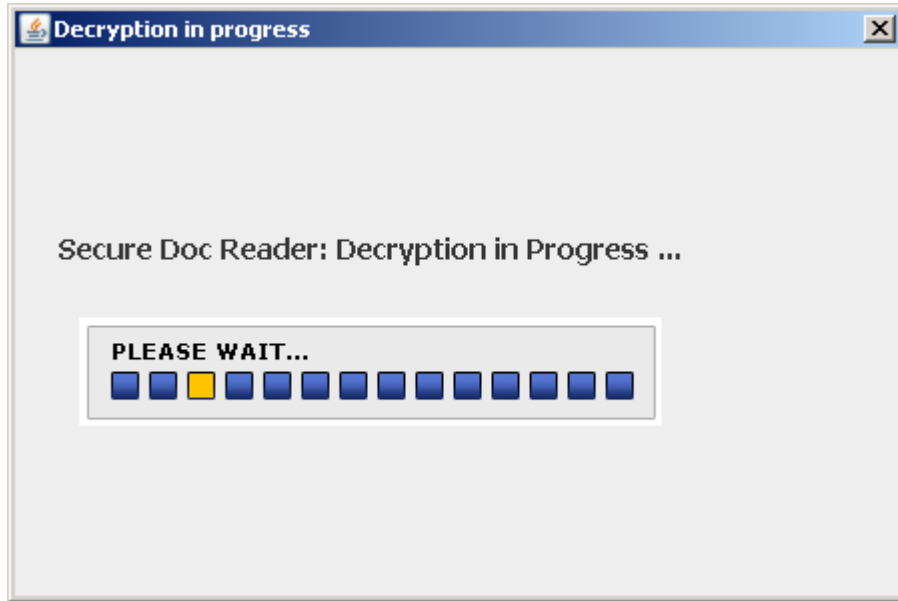 Decryption in progress
Secure Doc Reader: Decryption in Progress ...
PLEASE WAIT...